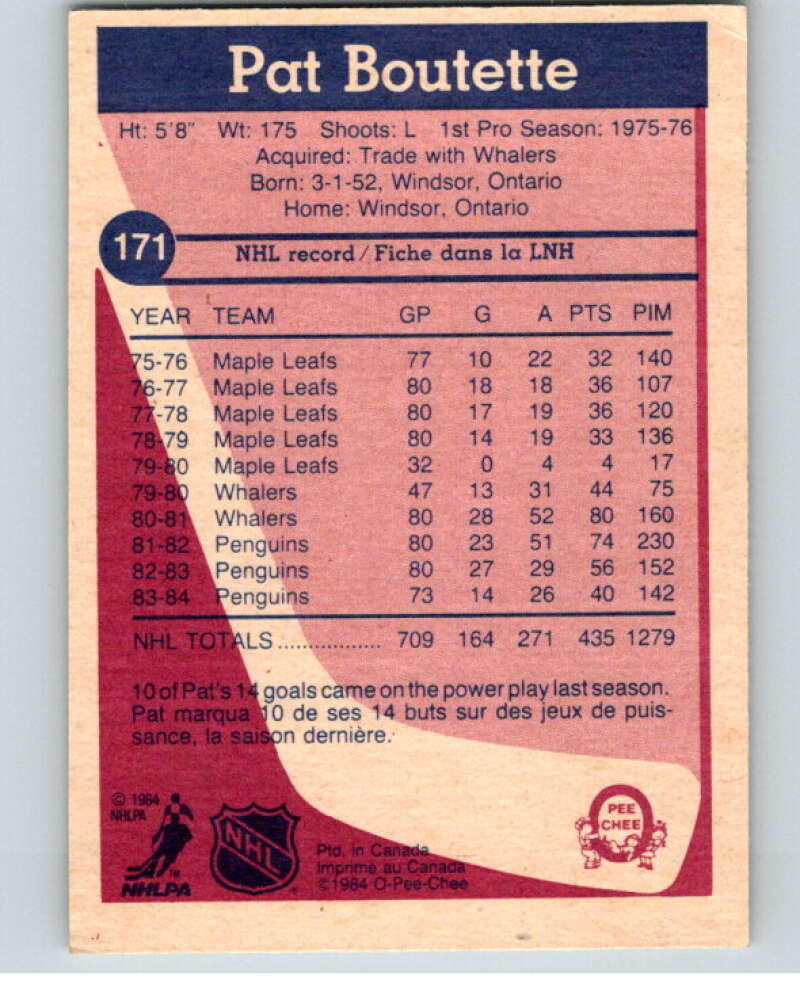 Pat Boutette
Ht: 5'8" Wt: 175 Shoots: L 1st Pro Season: 1975-76
Acquired: Trade with Whalers
Born: 3-1-52, Windsor, Ontario
Home: Windsor, Ontario
171 NHL record / Fiche dans la LNH
YEAR TEAM GP G A PTS PIM
75-76 Maple Leafs 77 10 22 32 140
76-77 Maple Leafs 80 18 18 36 107
77-78 Maple Leafs 80 17 19 36 120
78-79 Maple Leafs 80 14 19 33 136
79-80 Maple Leafs 32 0 4 4 17
79-80 Whalers 47 13 31 44 75
80-81 Whalers 80 28 52 80 160
81-82 Penguins 80 23 51 74 230
82-83 Penguins 80 27 29 56 152
83-84 Penguins 73 14 26 40 142
NHL TOTALS................. 709 164 271 435 1279
10 of Pat's 14 goals came on the power play last season.
Pat marqua 10 de ses 14 buts sur des jeux de puis-
sance, la saison dernière.
© 1984
NHLPA
TM
NHLPA
NHL
Ptd. in Canada
Imprimé au Canada
©1984 O-Pee-Chee
O
PEE
CHEE